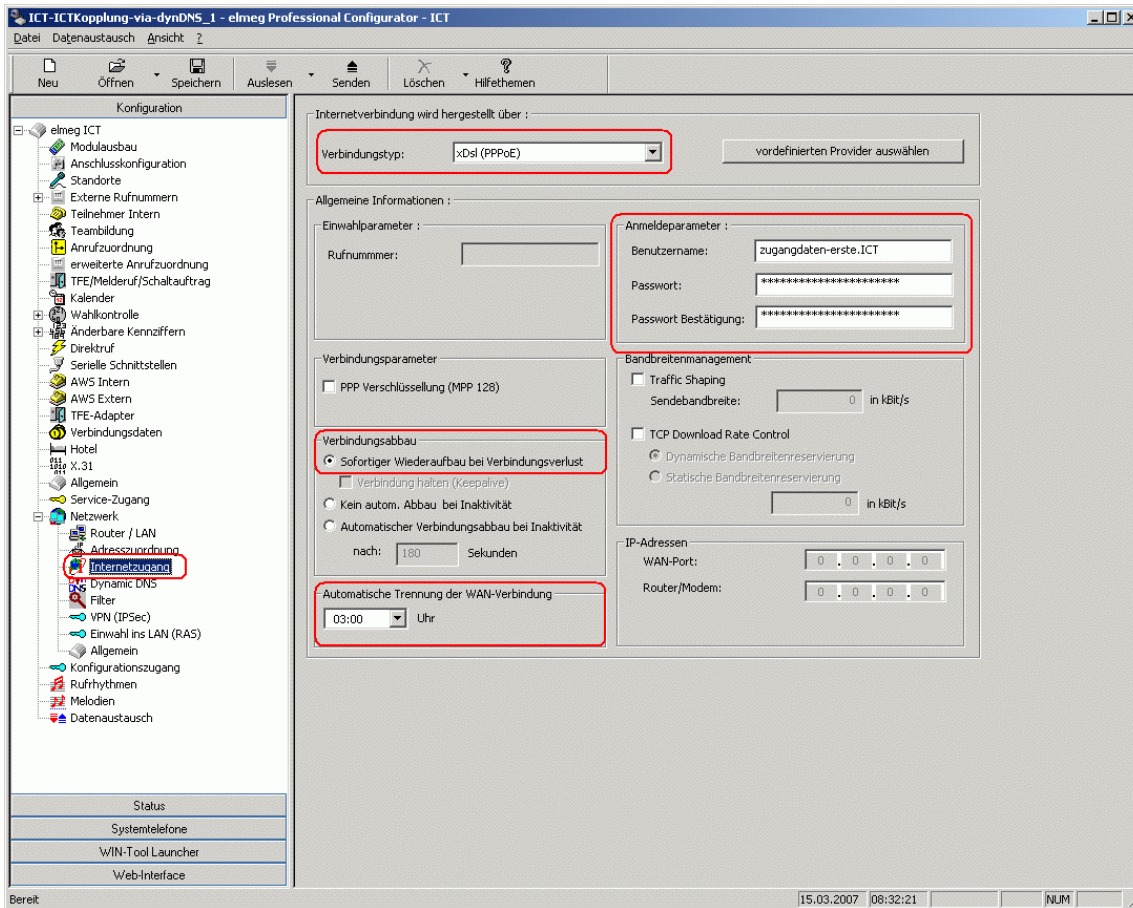 ICT-ICTKopplung-via-dynDNS_1 - elmeg Professional Configurator - ICT
Datei Datenaustausch Ansicht ?
Neu Öffnen Speichern Auslesen Senden Löschen Hilfethemen
Konfiguration
elmeg ICT
Modulausbau
Anschlusskonfiguration
Standorte
Externe Rufnummern
Teilnehmer Intern
Teambildung
Anrufzuordnung
erweiterte Anrufzuordnung
TFE/Melderuf/Schaltauftrag
Kalender
Wahlkontrolle
Änderbare Kennziffern
Direktruf
Serielle Schnittstellen
AWS Intern
AWS Extern
TFE-Adapter
Verbindungsdaten
Hotel
X.31
Allgemein
Service-Zugang
Netzwerk
Router / LAN
Adresszuordnung
Internetzugang
Dynamic DNS
Filter
VPN (IPSec)
Einwahl ins LAN (RAS)
Allgemein
Konfigurationszugang
Rufrhythmen
Melodien
Datenaustausch
Status
Systemtelefone
WIN-Tool Launcher
Web-Interface
Internetverbindung wird hergestellt über :
Verbindungstyp: xDsl (PPPoE)
vordefinierten Provider auswählen
Allgemeine Informationen :
Einwahlparameter :
Rufnummmer:
Anmeldeparameter :
Benutzername: zugangdaten-erste.ICT
Passwort: **********************
Passwort Bestätigung: **********************
Verbindungsparameter
PPP Verschlüssellung (MPP 128)
Bandbreitenmanagement
Traffic Shaping
Sendebandbreite: 0 in kBit/s
TCP Download Rate Control
Dynamische Bandbreitenreservierung
Statische Bandbreitenreservierung
0 in kBit/s
Verbindungsabbau
Sofortiger Wiederaufbau bei Verbindungsverlust
Verbindung halten (Keepalive)
Kein autom. Abbau bei Inaktivität
Automatischer Verbindungsabbau bei Inaktivität
nach: 180 Sekunden
IP-Adressen
WAN-Port: 0 . 0 . 0 . 0
Router/Modem: 0 . 0 . 0 . 0
Automatische Trennung der WAN-Verbindung
03:00 Uhr
Bereit 15.03.2007 08:32:21 NUM